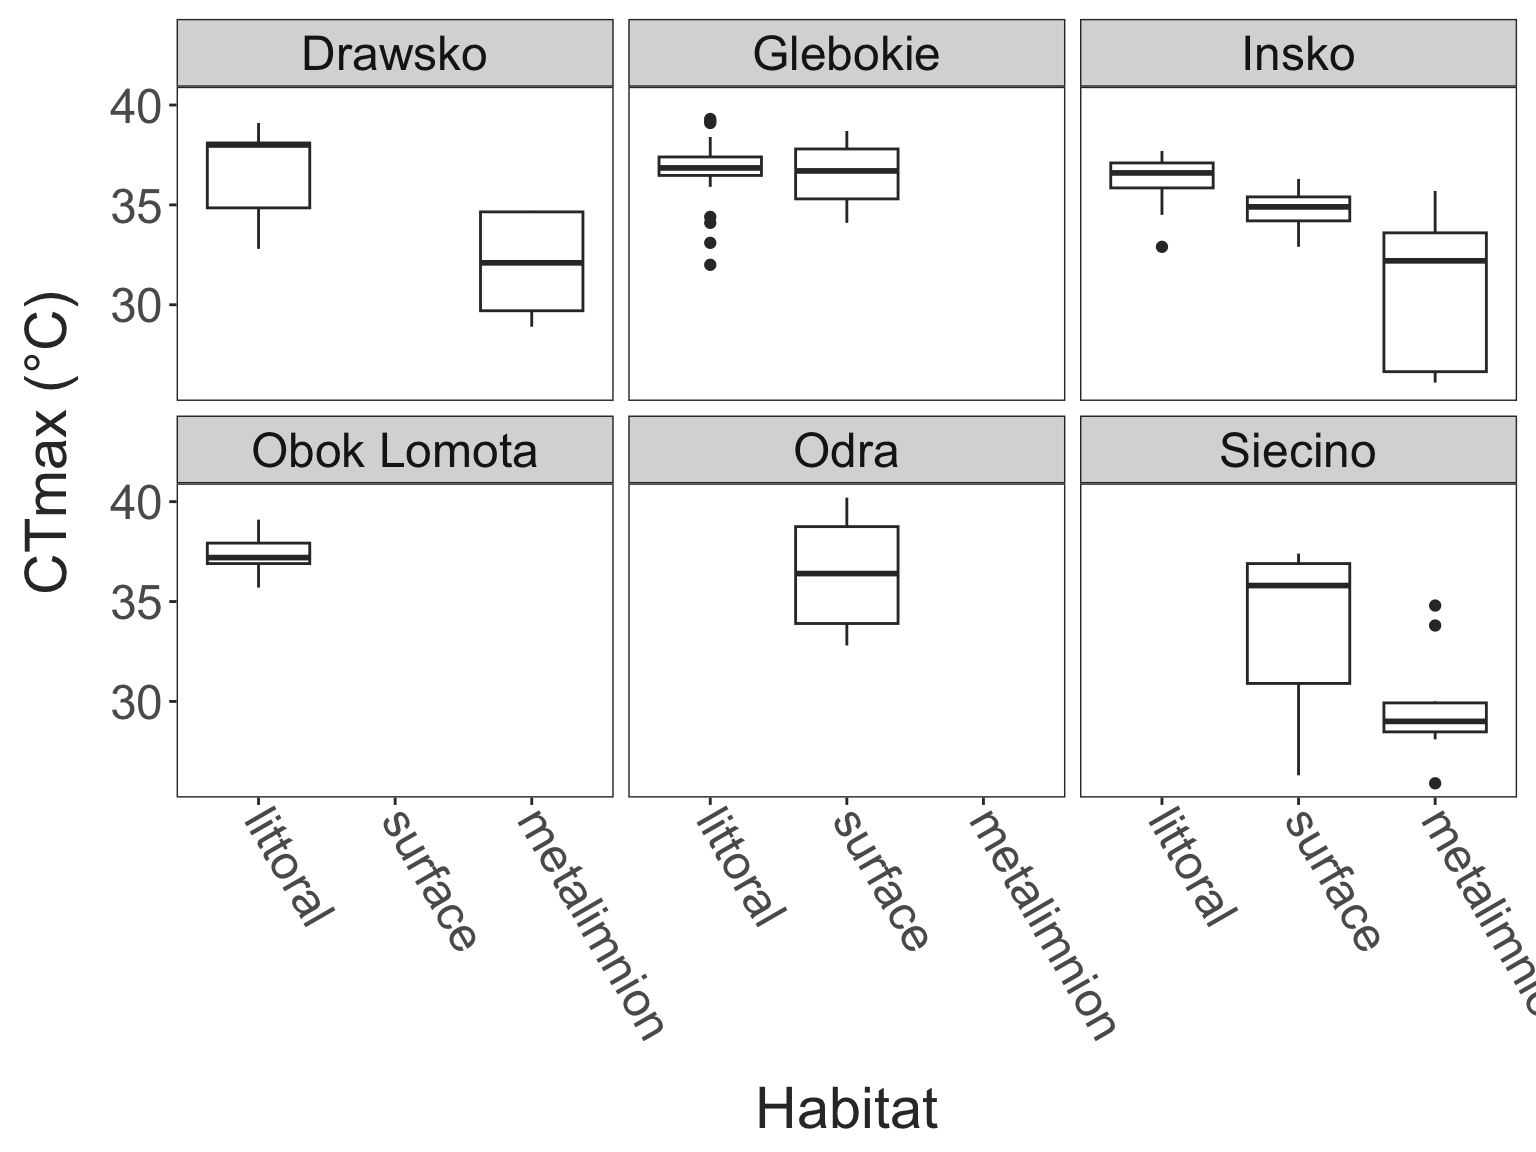 Drawsko
Glebokie
Insko
40
35
30
CTmax (°C)
Obok Lomota
Odra
Siecino
40
35
30
littoral
surface
metalimnion
littoral
surface
metalimnion
littoral
surface
Habitat